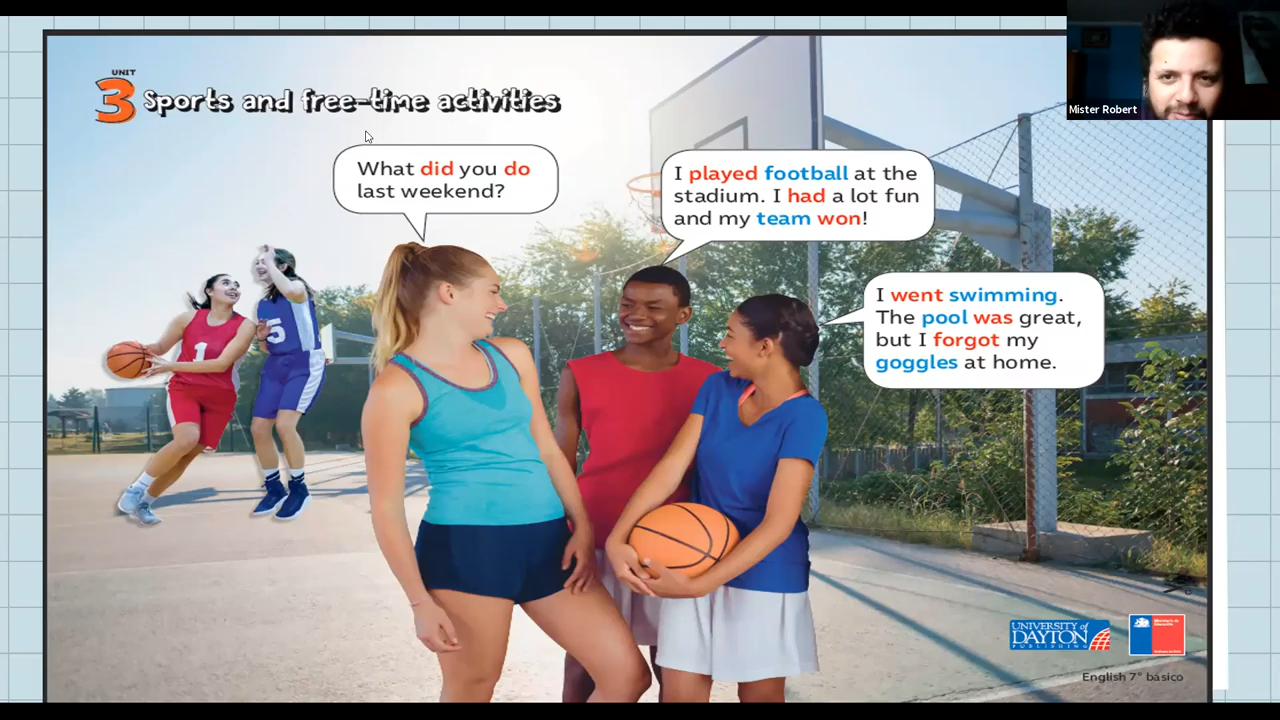 Mister Robert
UNIT
3 Sports and free-time activities
What did you do
last weekend?
I played football at the
stadium. I had a lot fun
and my team won!
I went swimming.
The pool was great,
but I forgot my
goggles at home.
5
1
UNIVERSITY of
DAYTON
PUBLISHING
English 7° básico